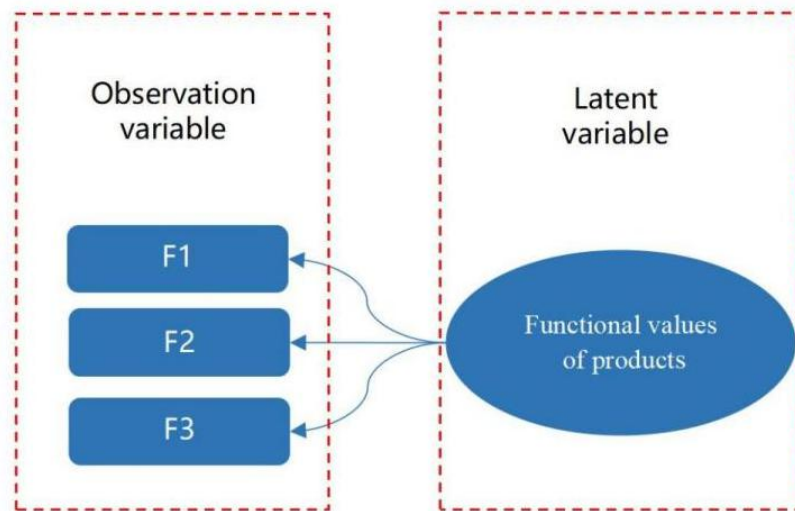 Observation
variable
F1
F2
F3
Latent
variable
Functional values
of products